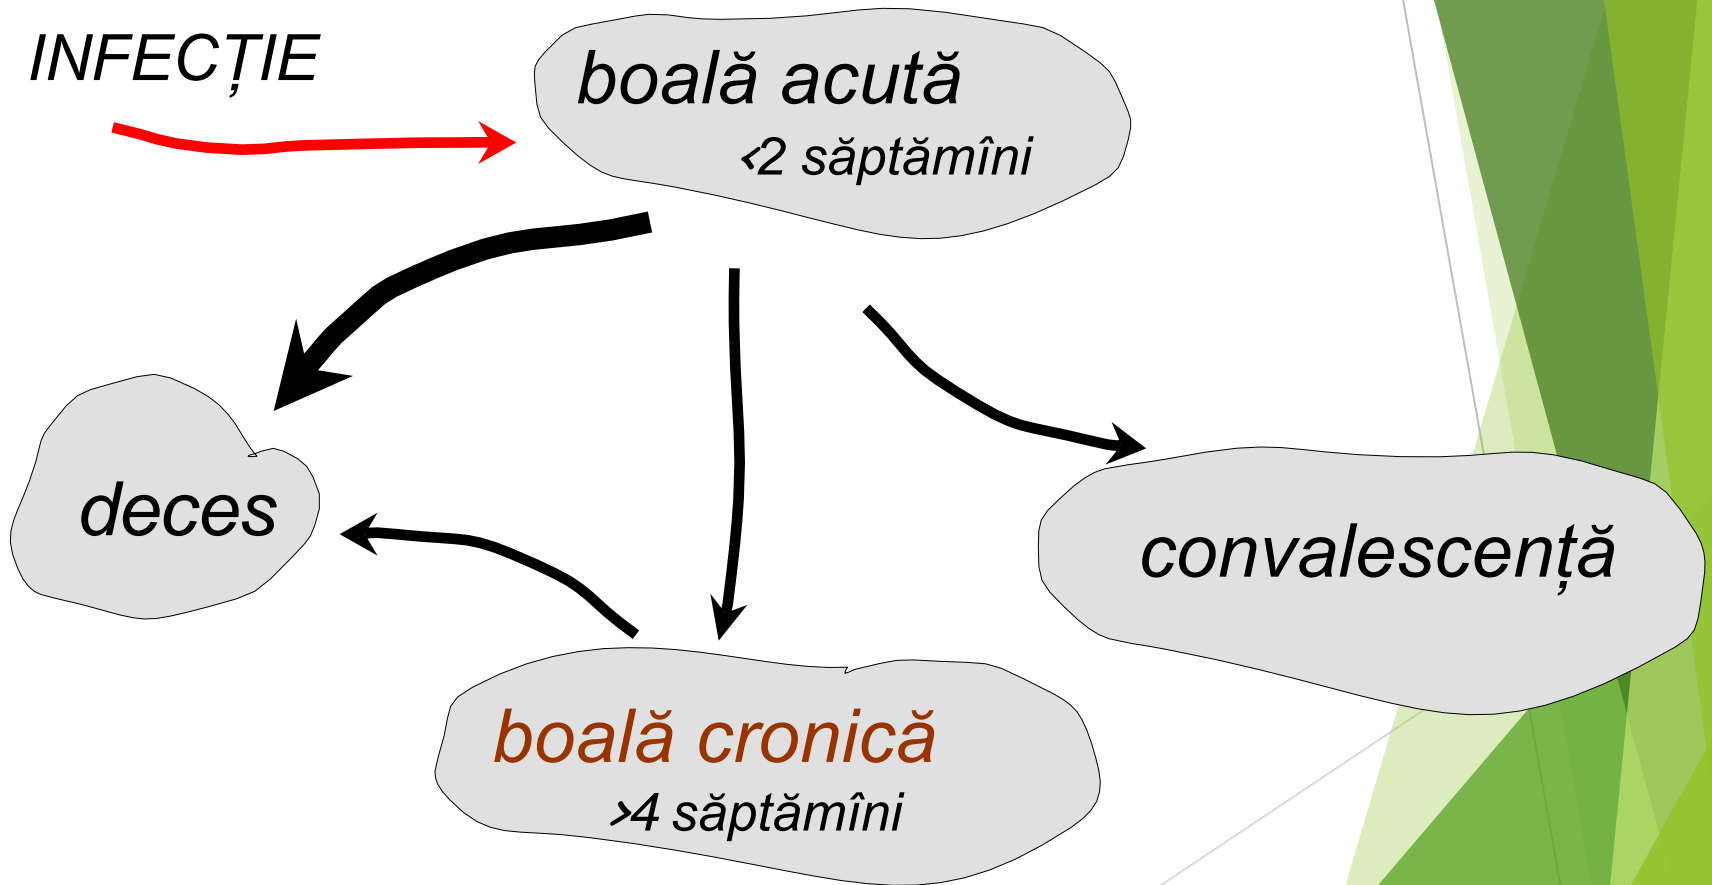 INFECȚIE
boală acută
<2 săptămîni
deces
convalescență
boală cronică
>4 săptămîni